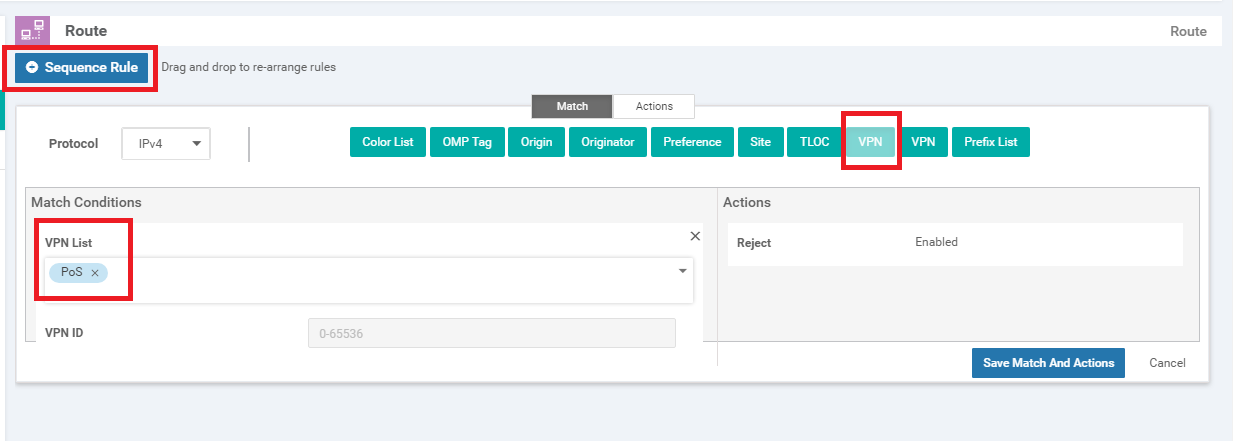 Route
Route
Sequence Rule
Drag and drop to re-arrange rules
Match
Actions
Protocol
IPv4
Color List
OMP Tag
Origin
Originator
Preference
Site
TLOC
VPN
VPN
Prefix List
Match Conditions
Actions
VPN List
PoS ×
Reject
Enabled
VPN ID
0-65536
Save Match And Actions
Cancel